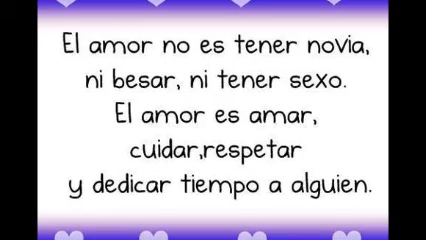 El amor no es tener novia,
ni besar, ni tener sexo.
El amor es amar,
cuidar,respetar
y dedicar tiempo a alguien.